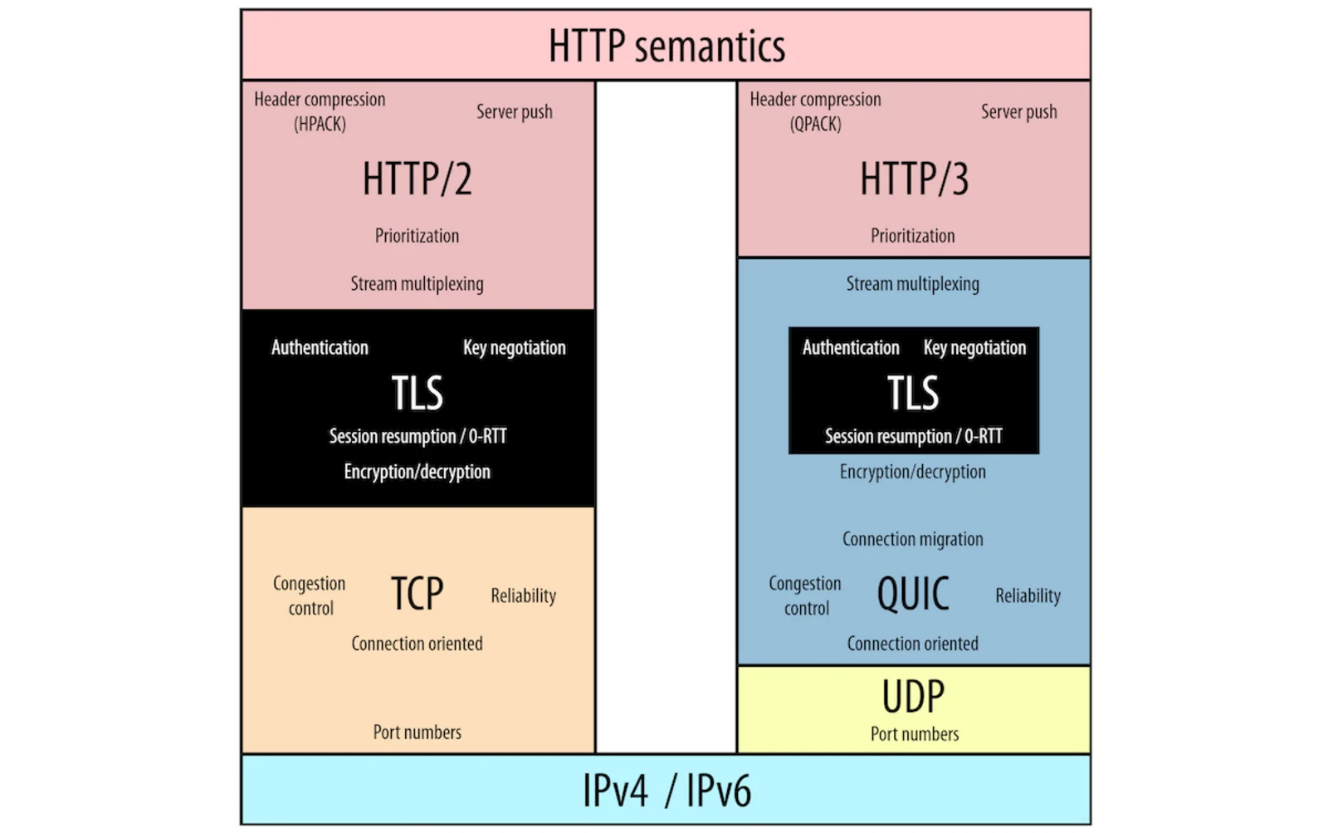 HTTP semantics
Header compression
(HPACK)
Server push
HTTP/2
Prioritization
Stream multiplexing
Authentication
Key negotiation
TLS
Session resumption / 0-RTT
Encryption/decryption
Congestion
control
TCP
Reliability
Connection oriented
Port numbers
Header compression
(QPACK)
Server push
HTTP/3
Prioritization
Stream multiplexing
Authentication
Key negotiation
TLS
Session resumption / 0-RTT
Encryption/decryption
Connection migration
Congestion
control
QUIC
Reliability
Connection oriented
UDP
Port numbers
IPv4 / IPv6